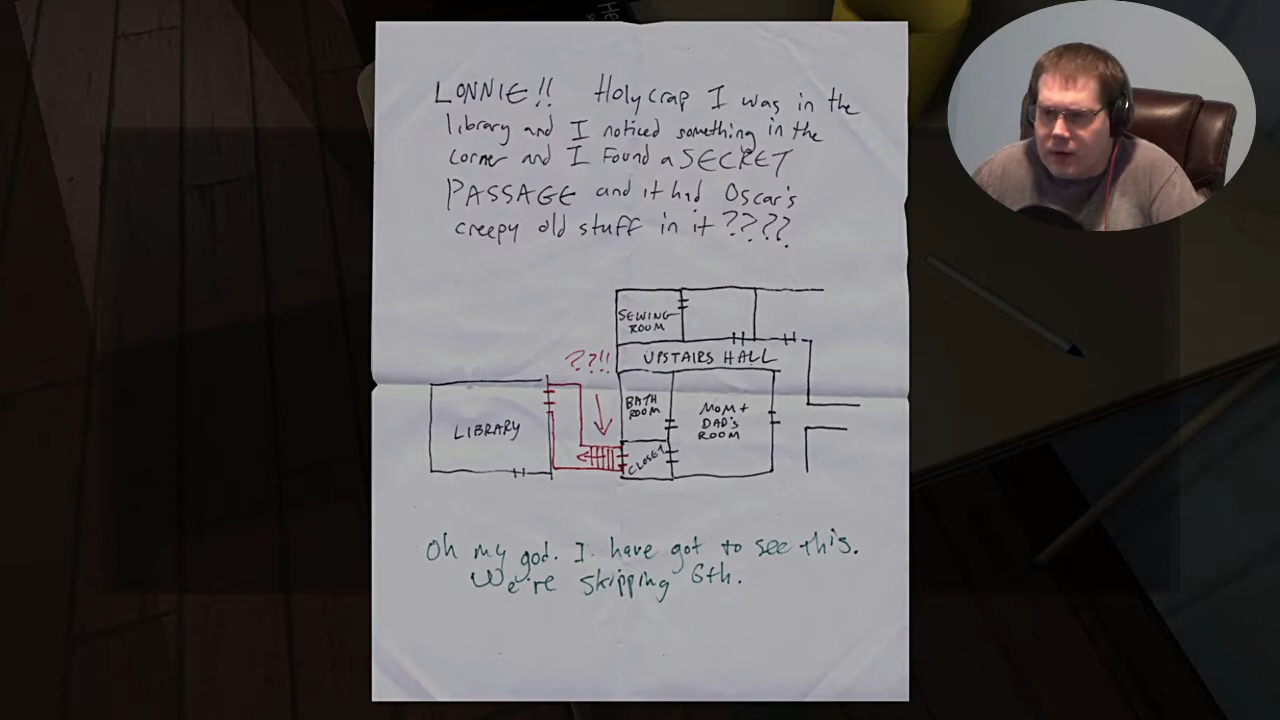 LONNIE!! Holy crap I was in the
library and I noticed something in the
corner and I found a SECRET
PASSAGE and it had Oscar's
creepy old stuff in it ????
SEWING
ROOM
UPSTAIRS HALL
??!!
BATH
ROOM
MOM +
DAD'S
ROOM
LIBRARY
CLOSET
Oh my god. I have got to see this.
We're skipping 6th.